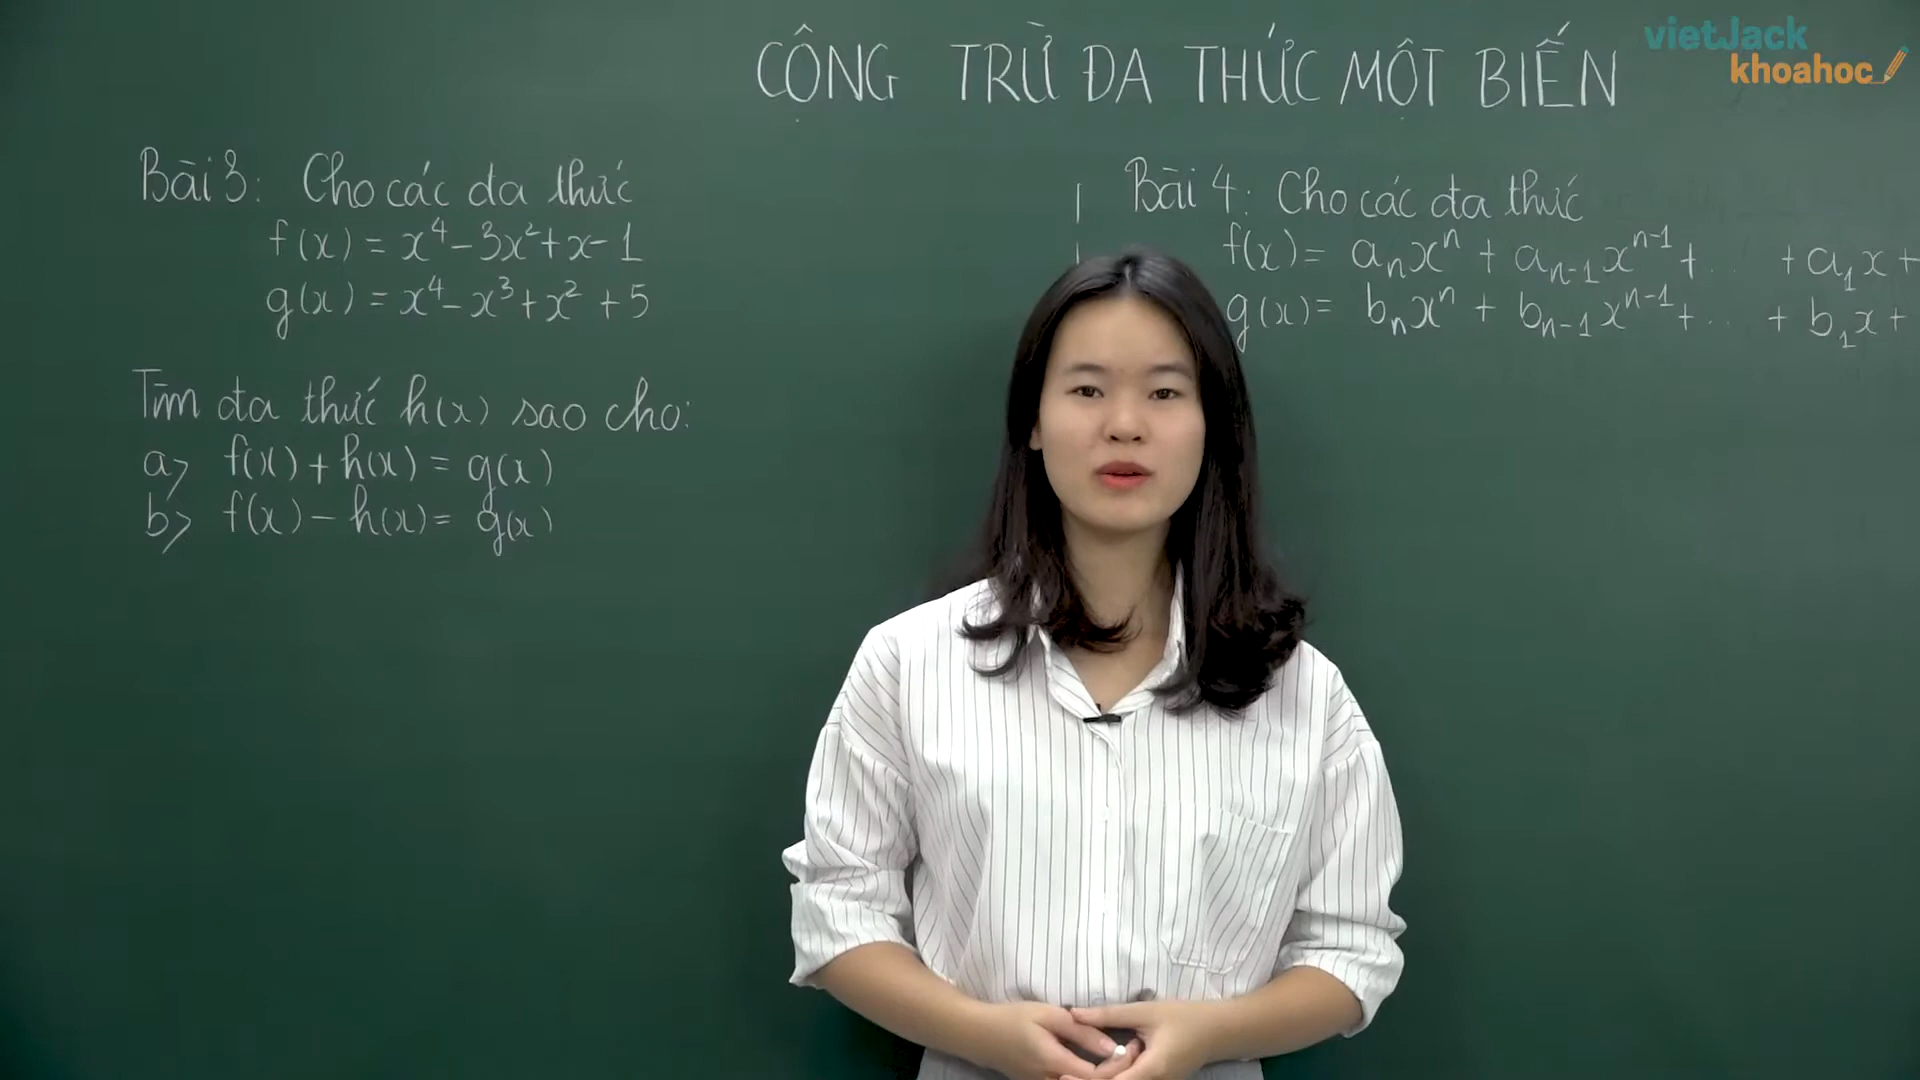 vietJack
khoahoc
CỘNG TRỪ ĐA THỨC MỘT BIẾN
Bài 3: Cho các đa thức
f(x) = x⁴ - 3x² + x - 1
g(x) = x⁴ - x³ + x² + 5
Tìm đa thức h(x) sao cho:
a) f(x) + h(x) = g(x)
b) f(x) - h(x) = g(x)
Bài 4: Cho các đa thức
f(x) = aₙxⁿ + aₙ₋₁xⁿ⁻¹ + ... + a₁x +
g(x) = bₙxⁿ + bₙ₋₁xⁿ⁻¹ + ... + b₁x +